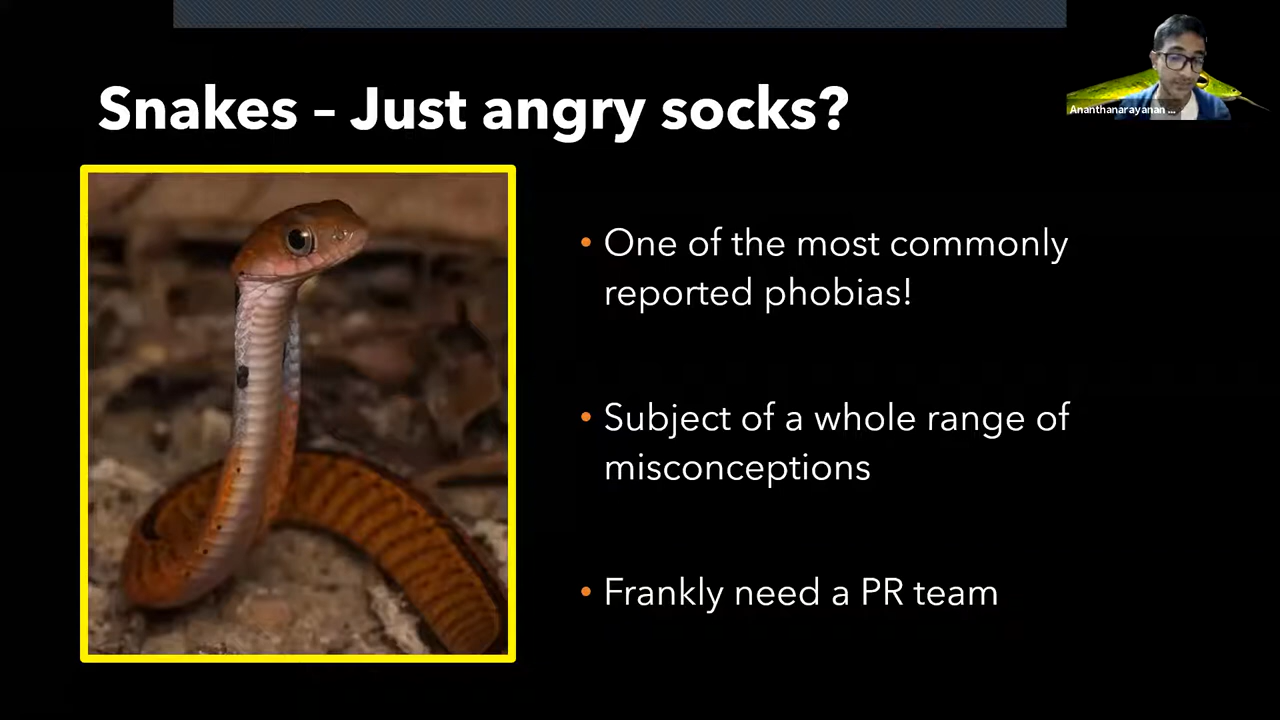 Snakes – Just angry socks?
Ananthanarayanan ...
• One of the most commonly
reported phobias!
• Subject of a whole range of
misconceptions
• Frankly need a PR team